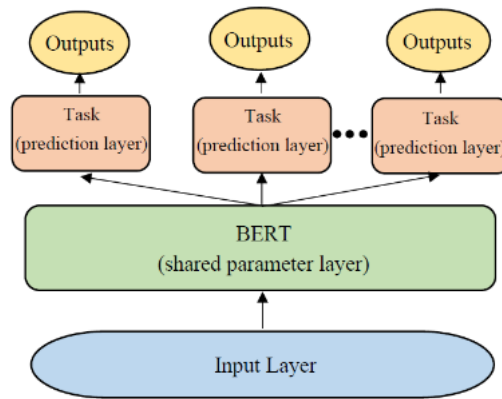 Outputs
Outputs
Outputs
Task
(prediction layer)
Task
(prediction layer)
Task
(prediction layer)
BERT
(shared parameter layer)
Input Layer